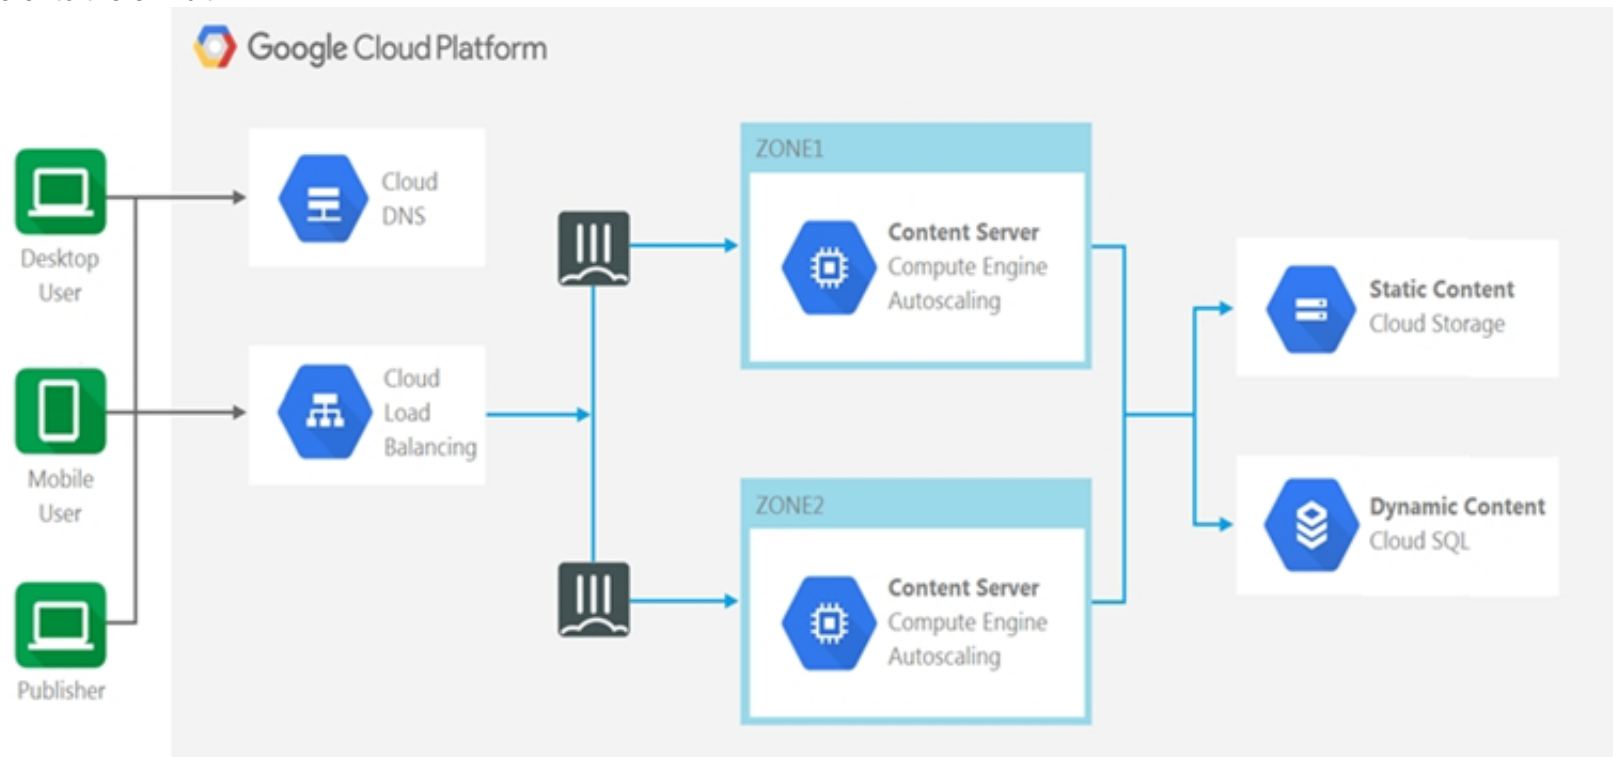 Google Cloud Platform
Desktop
User
Mobile
User
Publisher
Cloud
DNS
Cloud
Load
Balancing
ZONE1
Content Server
Compute Engine
Autoscaling
ZONE2
Content Server
Compute Engine
Autoscaling
Static Content
Cloud Storage
Dynamic Content
Cloud SQL